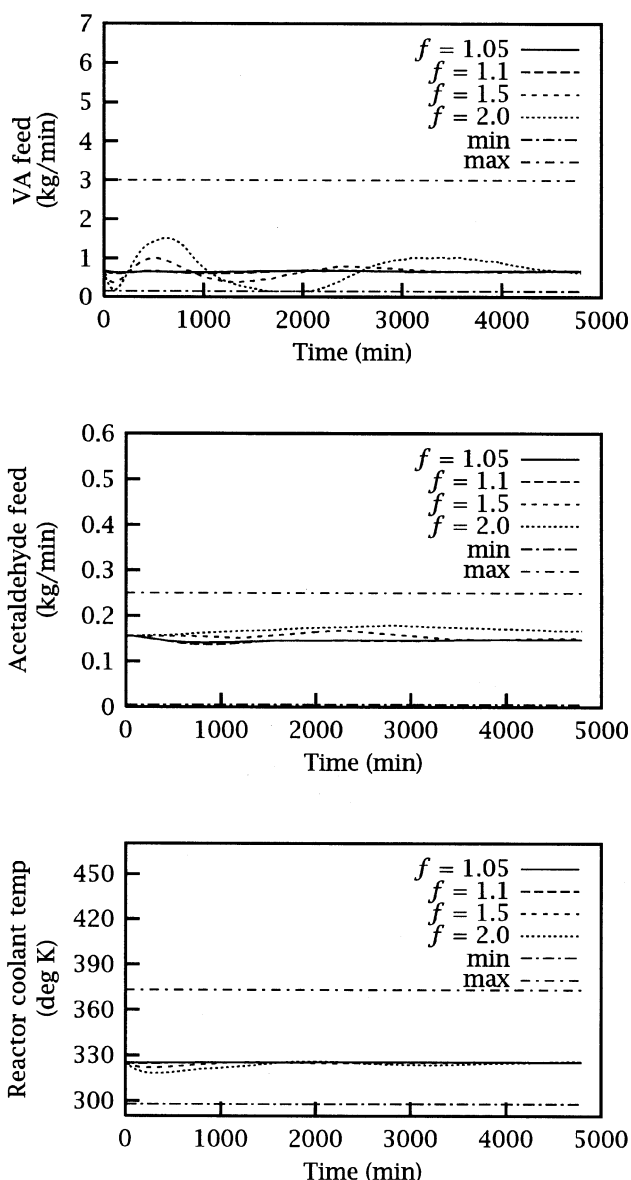 7
6
5
4
3
2
1
0
VA feed
(kg/min)
f = 1.05
f = 1.1
f = 1.5
f = 2.0
min
max
0 1000 2000 3000 4000 5000
Time (min)
0.6
0.5
0.4
0.3
0.2
0.1
0
Acetaldehyde feed
(kg/min)
f = 1.05
f = 1.1
f = 1.5
f = 2.0
min
max
0 1000 2000 3000 4000 5000
Time (min)
450
420
390
360
330
300
Reactor coolant temp
(deg K)
f = 1.05
f = 1.1
f = 1.5
f = 2.0
min
max
0 1000 2000 3000 4000 5000
Time (min)